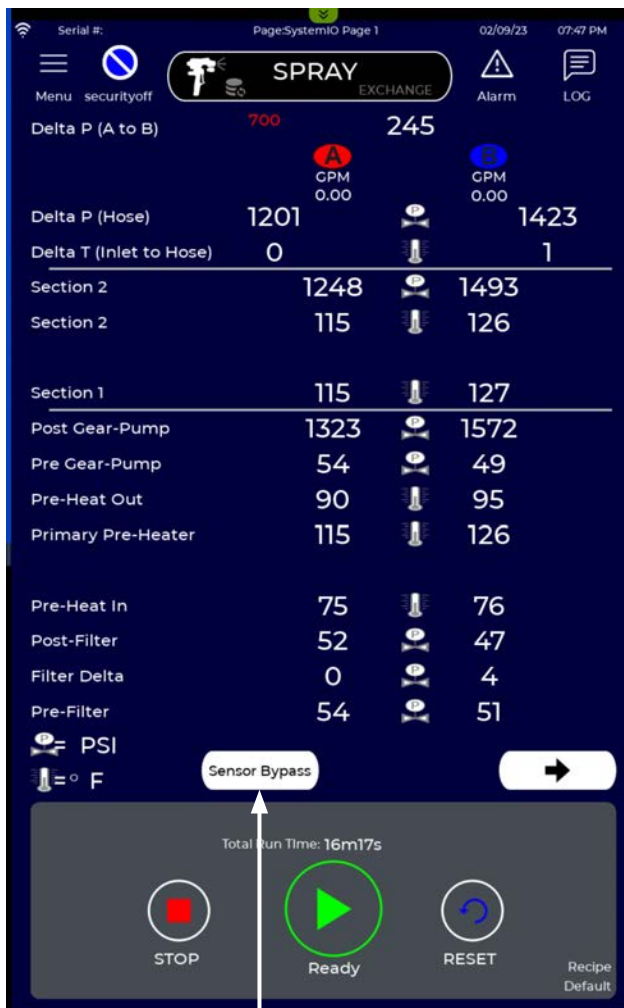 Serial #: Page:SystemIO Page 1 02/09/23 07:47 PM
SPRAY
EXCHANGE
Menu securityoff Alarm LOG
Delta P (A to B) 700 245
A B
GPM GPM
0.00 0.00
Delta P (Hose) 1201 P 1423
Delta T (Inlet to Hose) 0 1
Section 2 1248 P 1493
Section 2 115 126
Section 1 115 127
Post Gear-Pump 1323 P 1572
Pre Gear-Pump 54 P 49
Pre-Heat Out 90 95
Primary Pre-Heater 115 126
Pre-Heat In 75 76
Post-Filter 52 P 47
Filter Delta 0 P 4
Pre-Filter 54 P 51
P = PSI
= ° F
Sensor Bypass
Total Run TIme: 16m17s
STOP Ready RESET
Recipe
Default